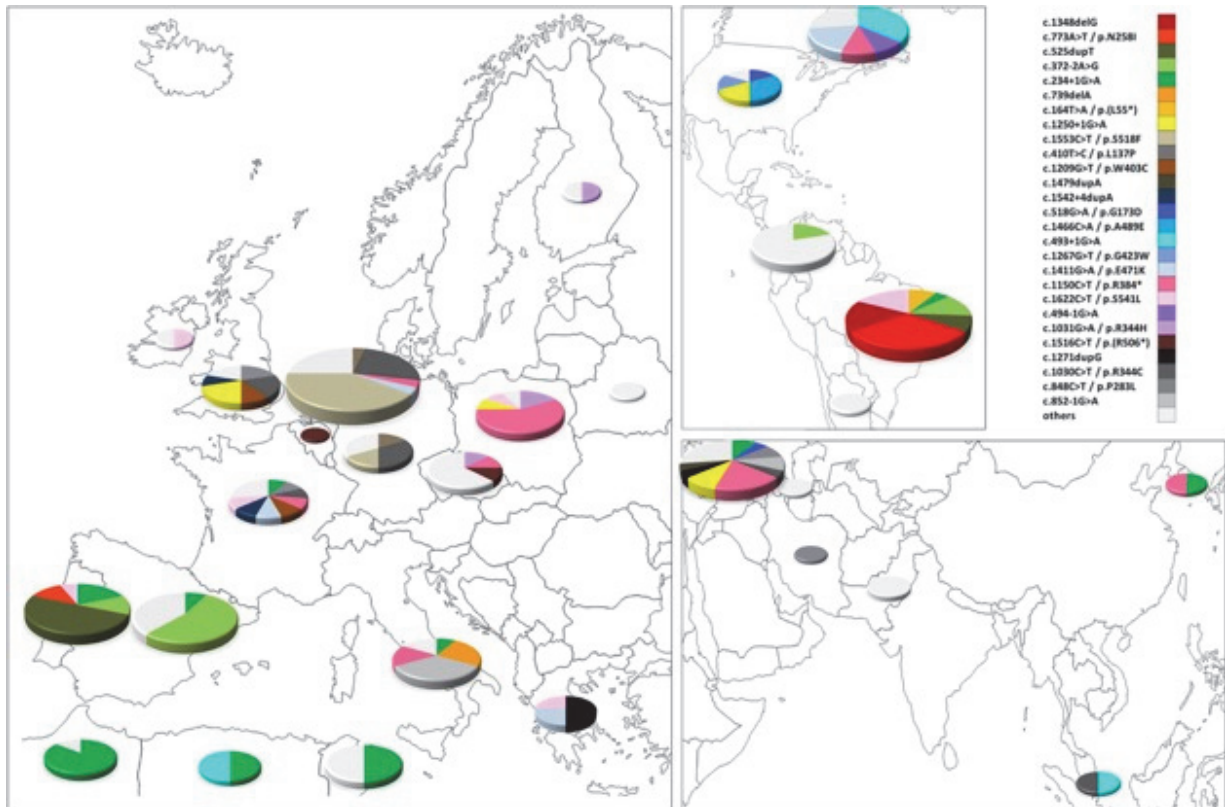 c.1348delG
c.773A>T / p.N258I
c.525dupT
c.372-2A>G
c.234+1G>A
c.739delA
c.164T>A / p.(L55*)
c.1250+1G>A
c.1553C>T / p.S518F
c.410T>C / p.L137P
c.1209G>T / p.W403C
c.1479dupA
c.1542+4dupA
c.518G>A / p.G173D
c.1466C>A / p.A489E
c.493+1G>A
c.1267G>T / p.G423W
c.1411G>A / p.E471K
c.1150C>T / p.R384*
c.1622C>T / p.S541L
c.494-1G>A
c.1031G>A / p.R344H
c.1516C>T / p.(R506*)
c.1271dupG
c.1030C>T / p.R344C
c.848C>T / p.P283L
c.852-1G>A
others